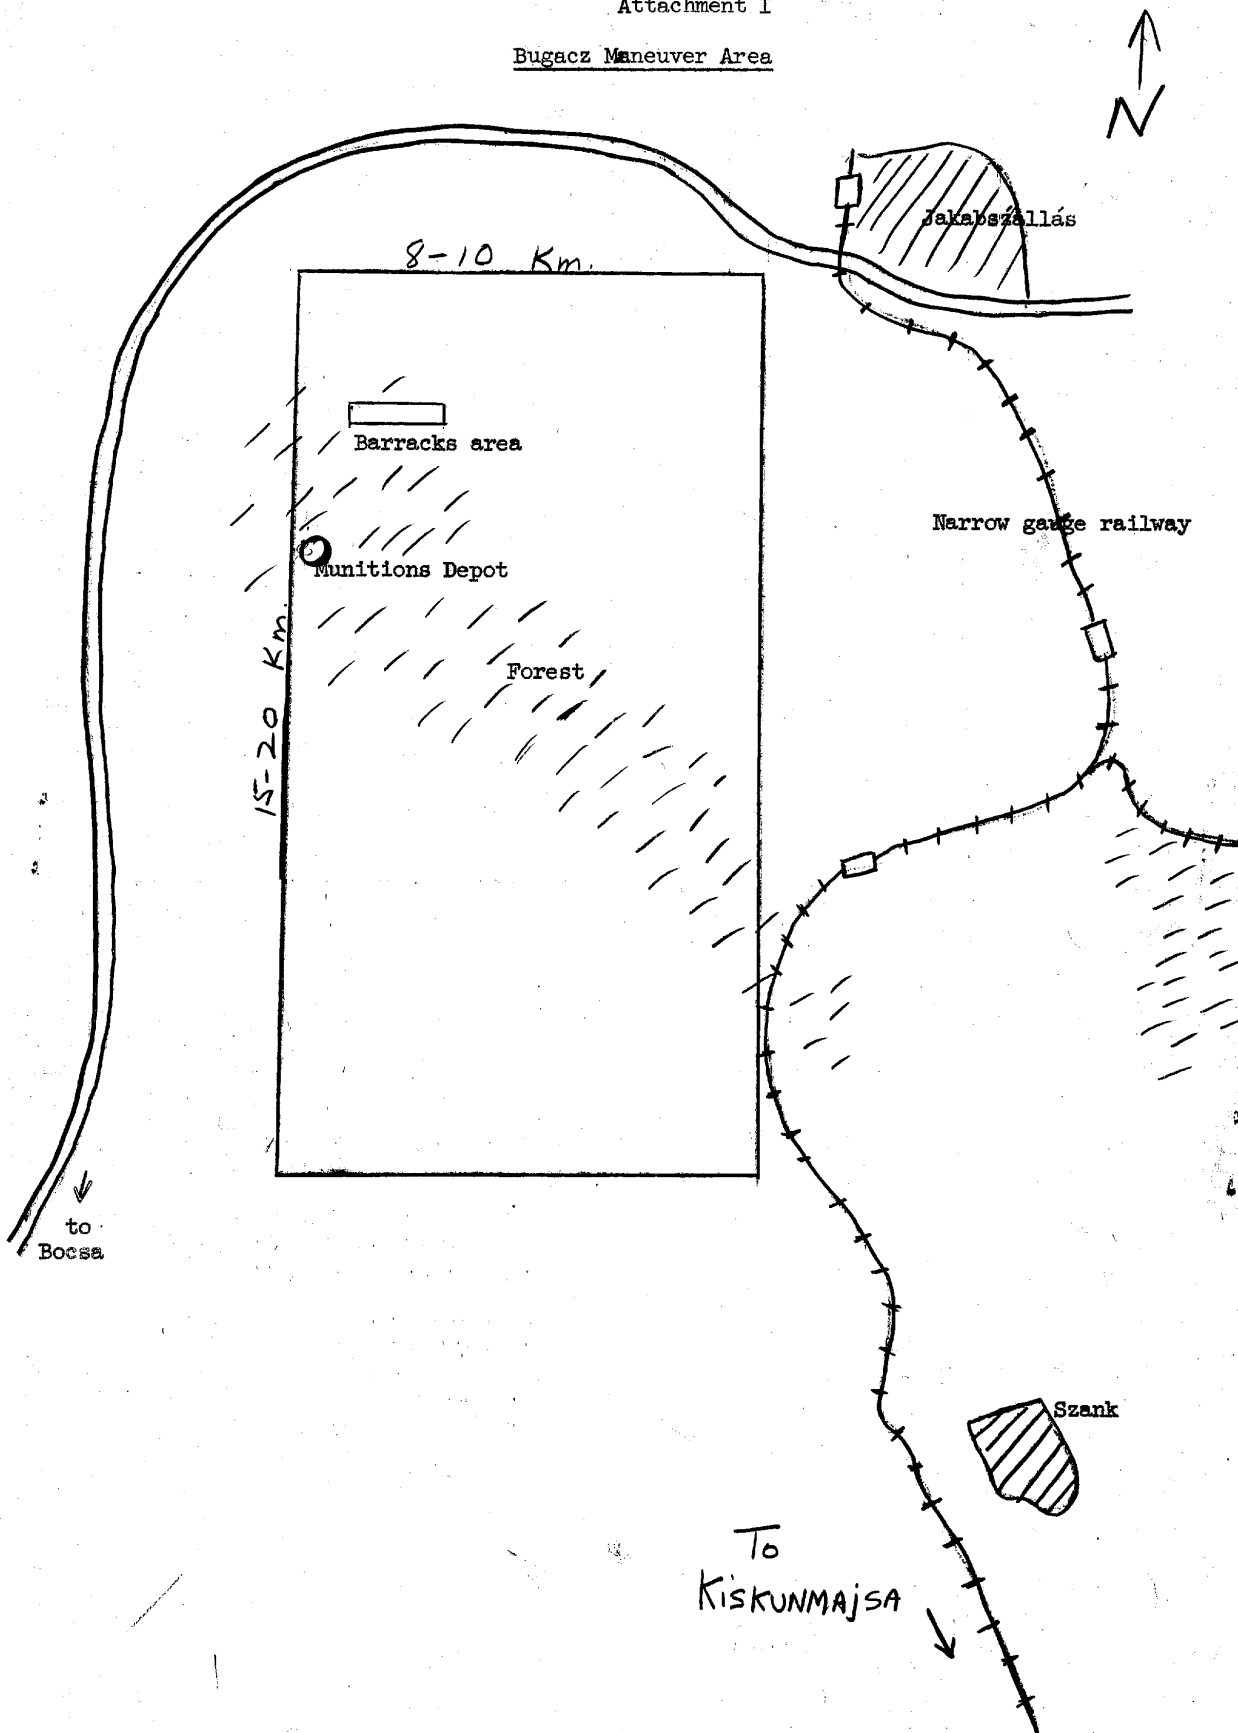 Attachment 1
Bugacz Maneuver Area
N
Jakabszállás
8-10 Km.
Barracks area
Narrow gauge railway
Munitions Depot
15-20 Km.
Forest
to
Bocsa
Szank
To
KiSKUNMAjSA